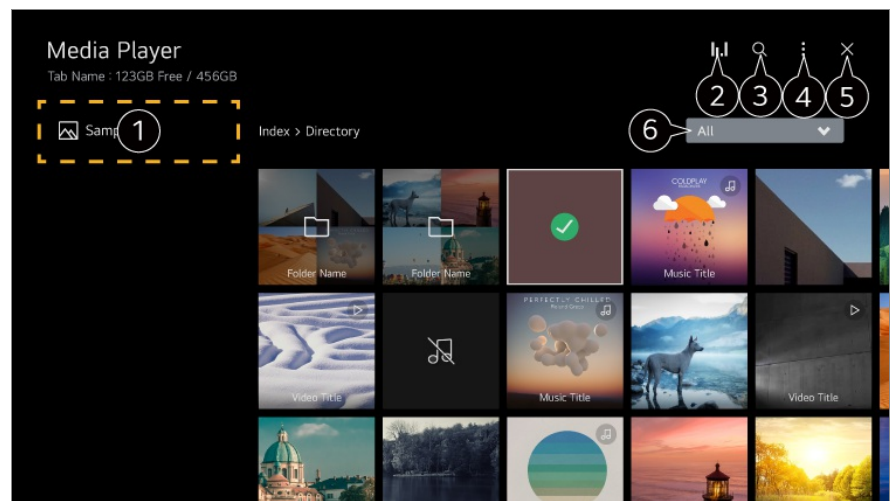 Media Player
Tab Name : 123GB Free / 456GB
2
3
4
5
1
Index > Directory
6
All
COLDPLAY
Folder Name
Folder Name
Music Title
PERFECTLY CHILLED
Video Title
Music Title
Video Title